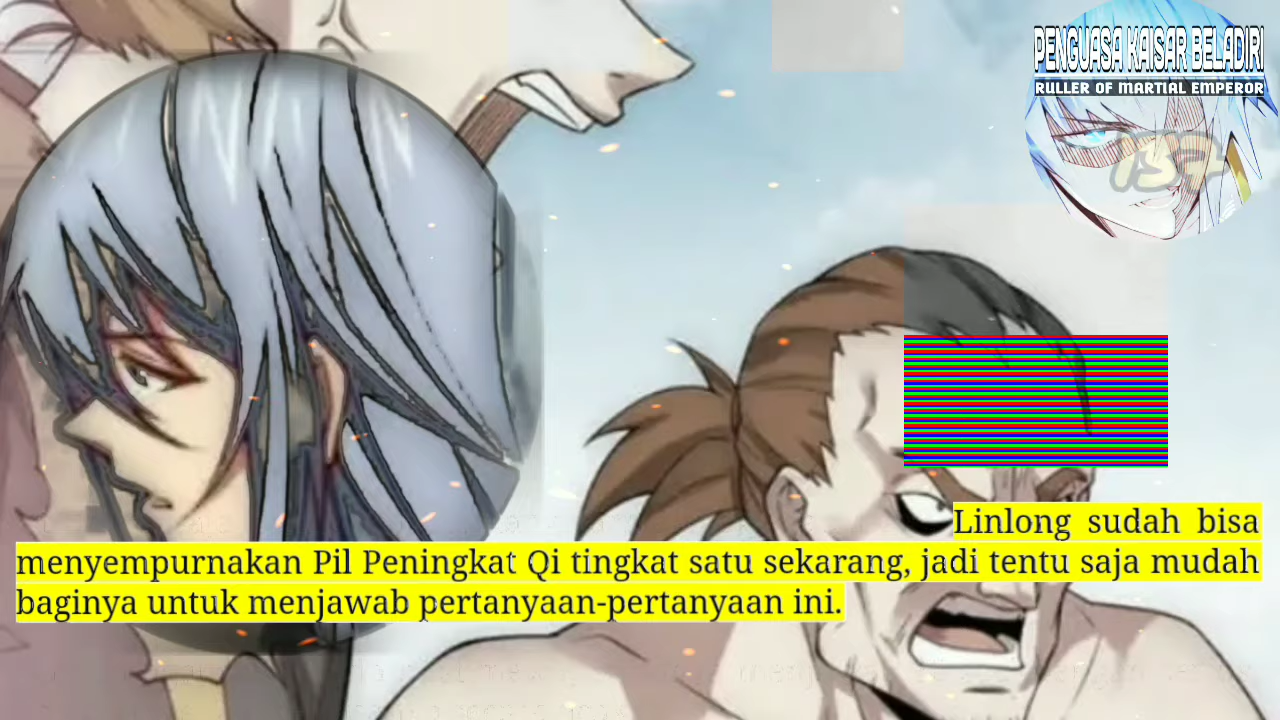 PENGUASA KAISAR BELADIRI
RULLER OF MARTIAL EMPEROR
Linlong sudah bisa
menyempurnakan Pil Peningkat Qi tingkat satu sekarang, jadi tentu saja mudah
baginya untuk menjawab pertanyaan-pertanyaan ini.